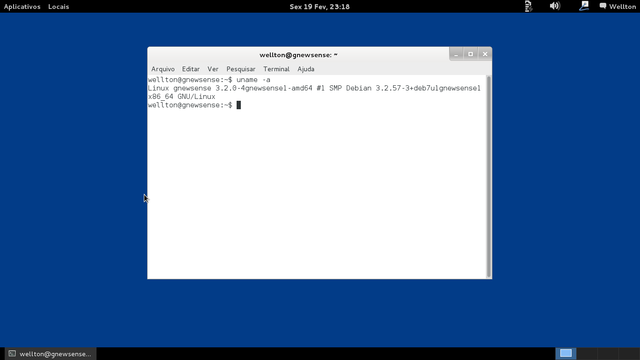 Aplicativos Locais Sex 19 Fev, 23:18 Wellton
wellton@gnewsense: ~
Arquivo Editar Ver Pesquisar Terminal Ajuda
wellton@gnewsense:~$ uname -a
Linux gnewsense 3.2.0-4gnewsense1-amd64 #1 SMP Debian 3.2.57-3+deb7u1gnewsense1
x86_64 GNU/Linux
wellton@gnewsense:~$
wellton@gnewsense...